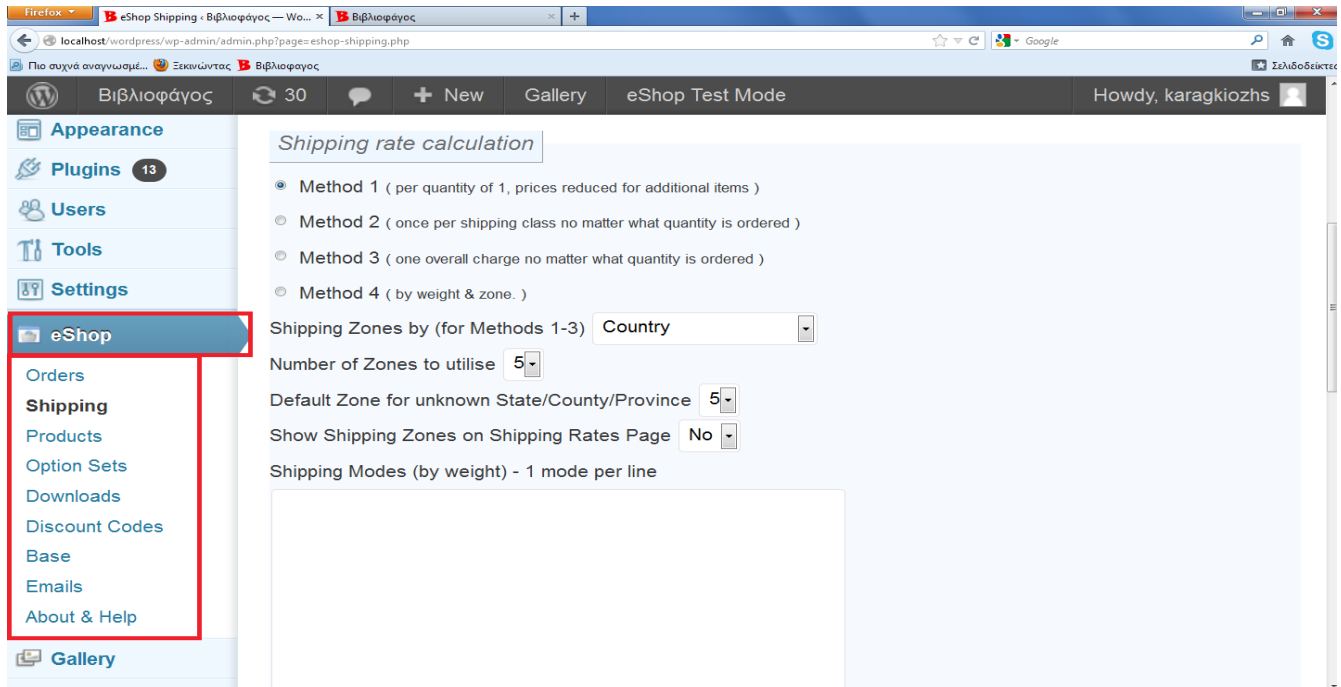 Firefox
eShop Shipping ‹ Βιβλιοφάγος — Wo... ×
Βιβλιοφάγος ×
localhost/wordpress/wp-admin/admin.php?page=eshop-shipping.php
Google
Πιο συχνά αναγνωσμέ... Ξεκινώντας Βιβλιοφαγος
Σελιδοδείκτες
Βιβλιοφάγος 30 New Gallery eShop Test Mode Howdy, karagkiozhs
Appearance
Plugins 13
Users
Tools
Settings
eShop
Orders
Shipping
Products
Option Sets
Downloads
Discount Codes
Base
Emails
About & Help
Gallery
Shipping rate calculation
Method 1 ( per quantity of 1, prices reduced for additional items )
Method 2 ( once per shipping class no matter what quantity is ordered )
Method 3 ( one overall charge no matter what quantity is ordered )
Method 4 ( by weight & zone. )
Shipping Zones by (for Methods 1-3) Country
Number of Zones to utilise 5
Default Zone for unknown State/County/Province 5
Show Shipping Zones on Shipping Rates Page No
Shipping Modes (by weight) - 1 mode per line